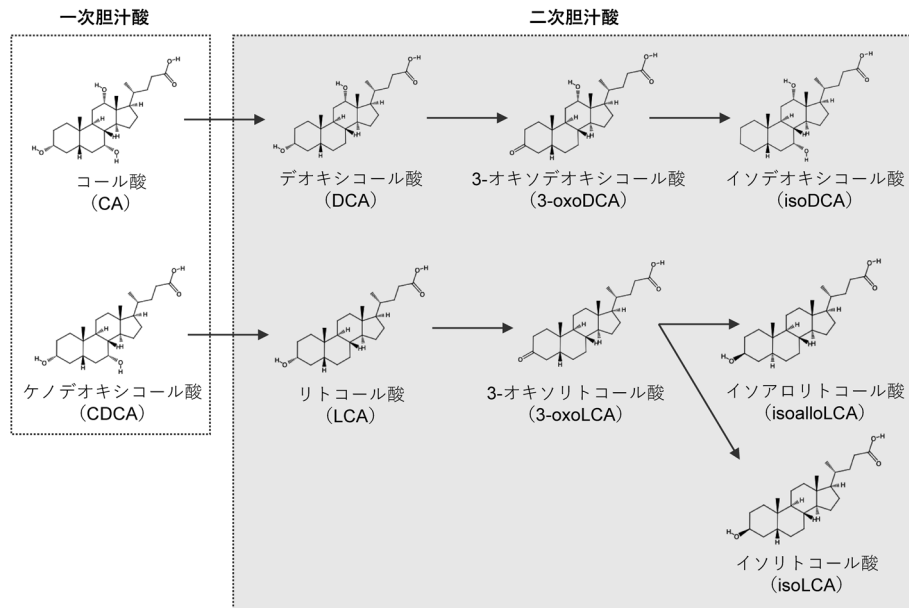 一次胆汁酸
二次胆汁酸
コール酸
（CA）
デオキシコール酸
（DCA）
3-オキソデオキシコール酸
（3-oxoDCA）
イソデオキシコール酸
（isoDCA）
ケノデオキシコール酸
（CDCA）
リトコール酸
（LCA）
3-オキソリトコール酸
（3-oxoLCA）
イソアロリトコール酸
（isoalloLCA）
イソリトコール酸
（isoLCA）